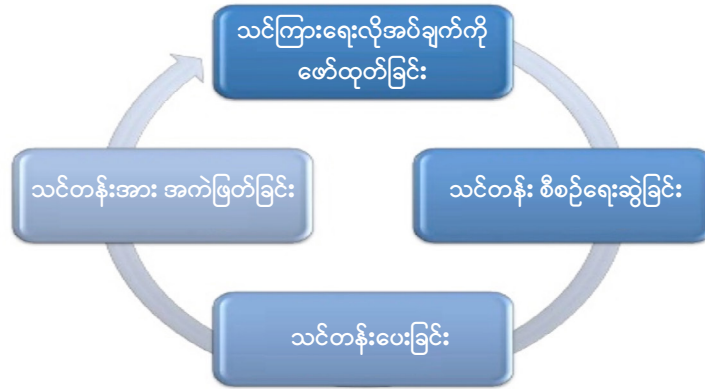 သင်ကြားရေးလိုအပ်ချက်ကို
ဖော်ထုတ်ခြင်း
သင်တန်း စီစဉ်ရေးဆွဲခြင်း
သင်တန်းပေးခြင်း
သင်တန်းအား အကဲဖြတ်ခြင်း